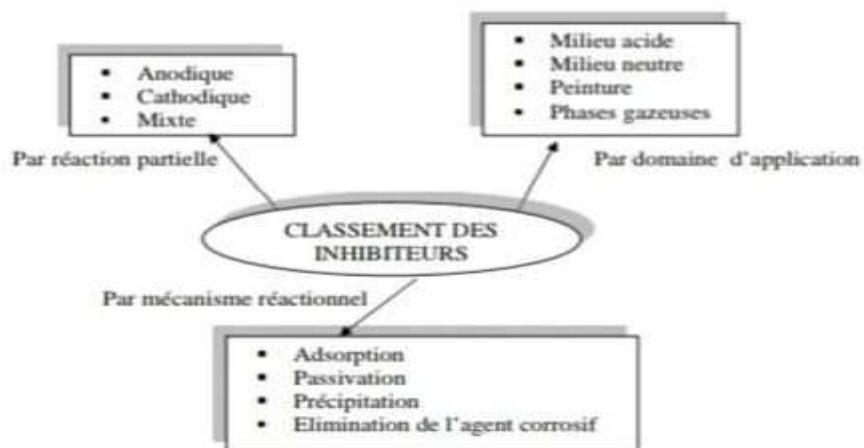 ▪ Anodique
▪ Cathodique
▪ Mixte
Par réaction partielle
▪ Milieu acide
▪ Milieu neutre
▪ Peinture
▪ Phases gazeuses
Par domaine d’application
CLASSEMENT DES
INHIBITEURS
Par mécanisme réactionnel
▪ Adsorption
▪ Passivation
▪ Précipitation
▪ Elimination de l’agent corrosif